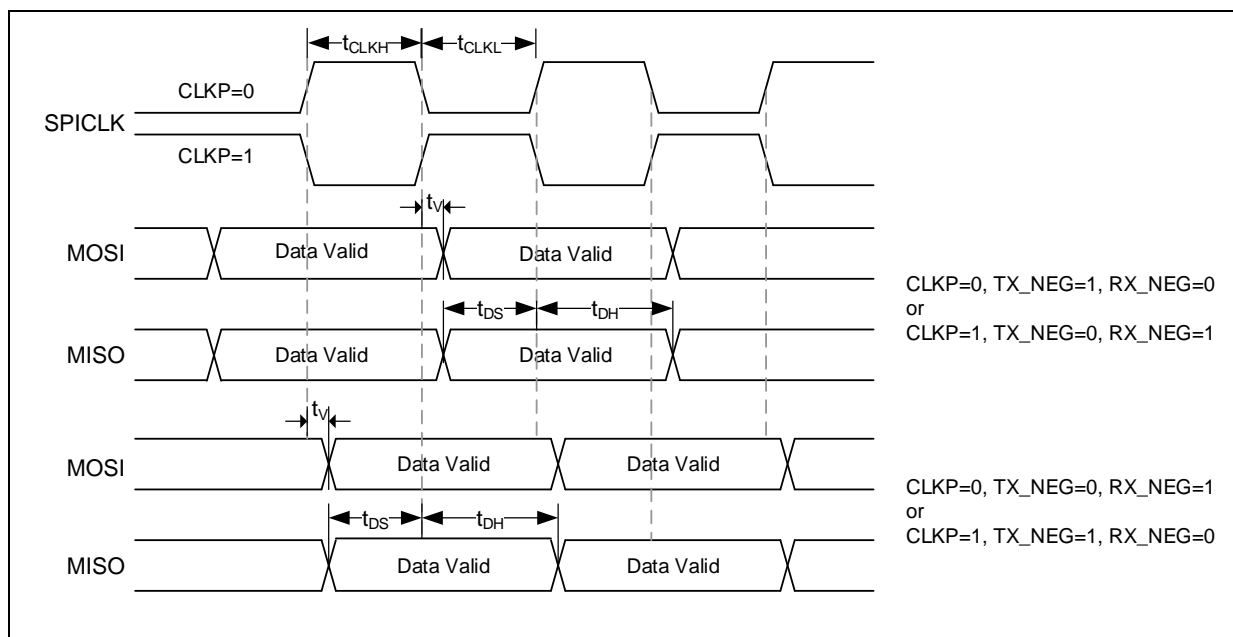 tCLKH
tCLKL
CLKP=0
SPICLK
CLKP=1
tV
MOSI
Data Valid
Data Valid
CLKP=0, TX_NEG=1, RX_NEG=0
or
CLKP=1, TX_NEG=0, RX_NEG=1
tDS
tDH
MISO
Data Valid
Data Valid
tV
MOSI
Data Valid
Data Valid
CLKP=0, TX_NEG=0, RX_NEG=1
or
CLKP=1, TX_NEG=1, RX_NEG=0
tDS
tDH
MISO
Data Valid
Data Valid